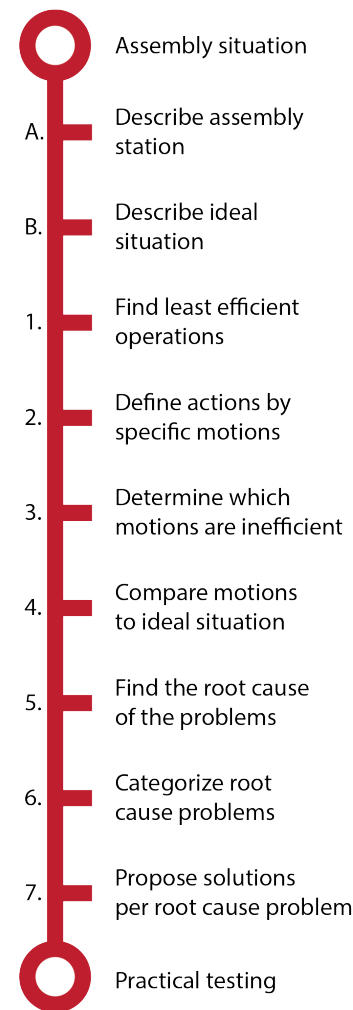 Assembly situation
A. Describe assembly
station
B. Describe ideal
situation
1. Find least efficient
operations
2. Define actions by
specific motions
3. Determine which
motions are inefficient
4. Compare motions
to ideal situation
5. Find the root cause
of the problems
6. Categorize root
cause problems
7. Propose solutions
per root cause problem
Practical testing